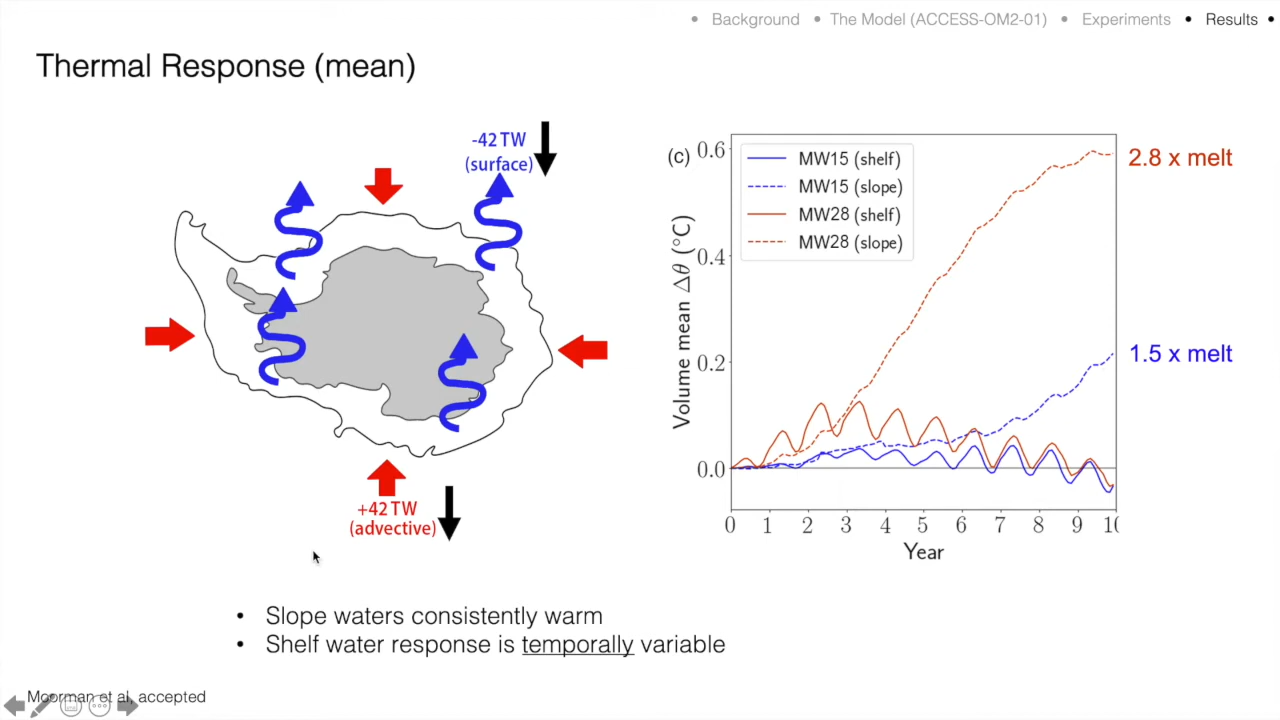 • Background • The Model (ACCESS-OM2-01) • Experiments • Results •
Thermal Response (mean)
-42 TW
(surface)
+42 TW
(advective)
(c)
0.6
0.4
0.2
0.0
Volume mean Δθ (°C)
MW15 (shelf)
MW15 (slope)
MW28 (shelf)
MW28 (slope)
2.8 x melt
1.5 x melt
0 1 2 3 4 5 6 7 8 9 10
Year
• Slope waters consistently warm
• Shelf water response is temporally variable
Moorman et al, accepted